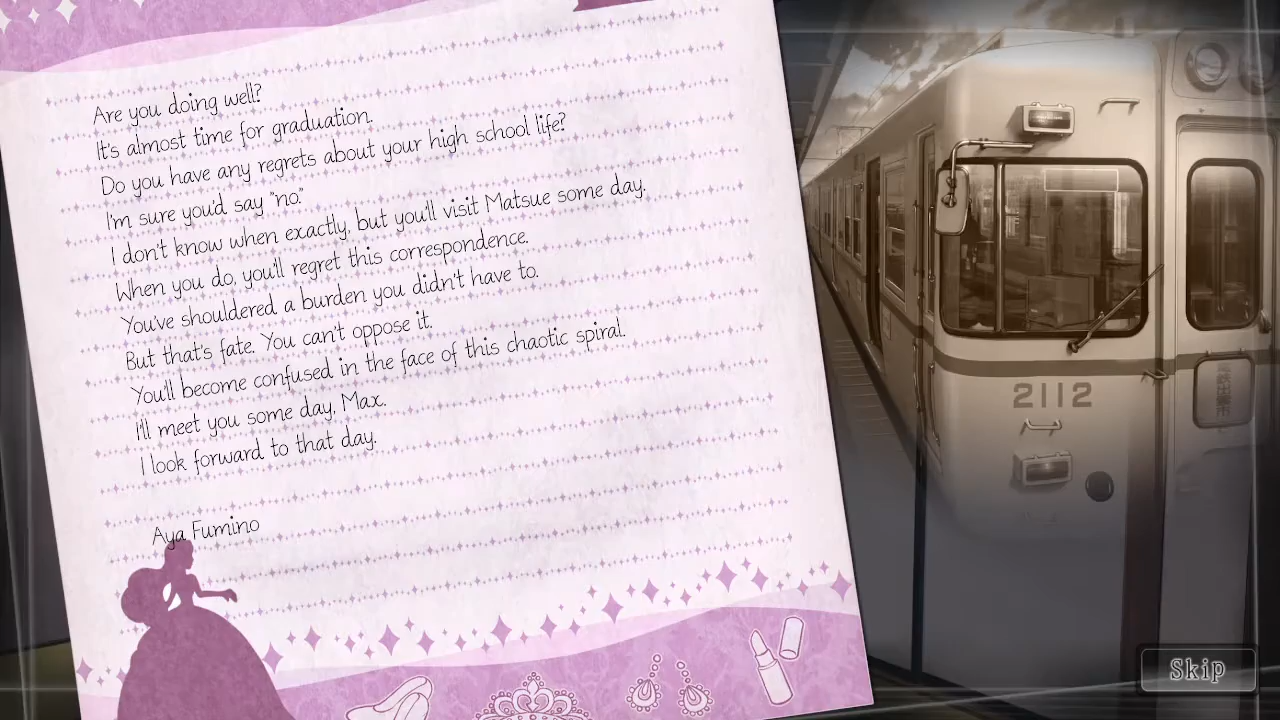 Are you doing well?
It's almost time for graduation.
Do you have any regrets about your high school life?
I'm sure you'd say "no."
I don't know when exactly, but you'll visit Matsue some day.
When you do, you'll regret this correspondence.
You've shouldered a burden you didn't have to.
But that's fate. You can't oppose it.
You'll become confused in the face of this chaotic spiral.
I'll meet you some day, Max.
I look forward to that day.
Aya Fumino
2112
Skip